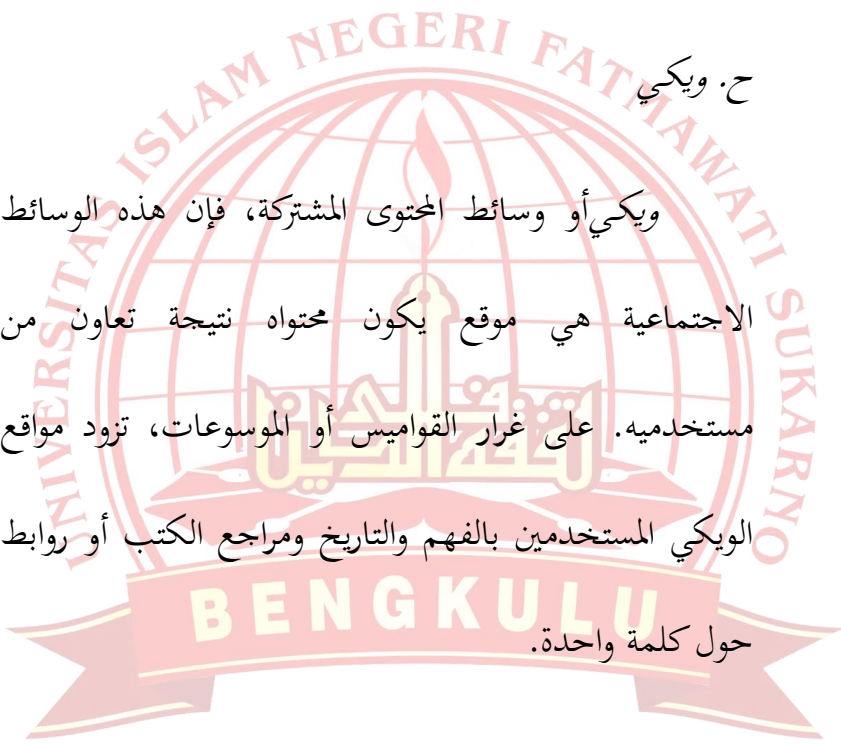 UNIVERSITAS ISLAM NEGERI FATMAWATI SUKARNO
ح. ويكي
ويكي‌أو وسائط المحتوى المشتركة، فإن هذه الوسائط
الاجتماعية هي موقع يكون محتواه نتيجة تعاون من
مستخدميه. على غرار القواميس أو الموسوعات، تزود مواقع
الويكي المستخدمين بالفهم والتاريخ ومراجع الكتب أو روابط
حول كلمة واحدة.
BENGKULU